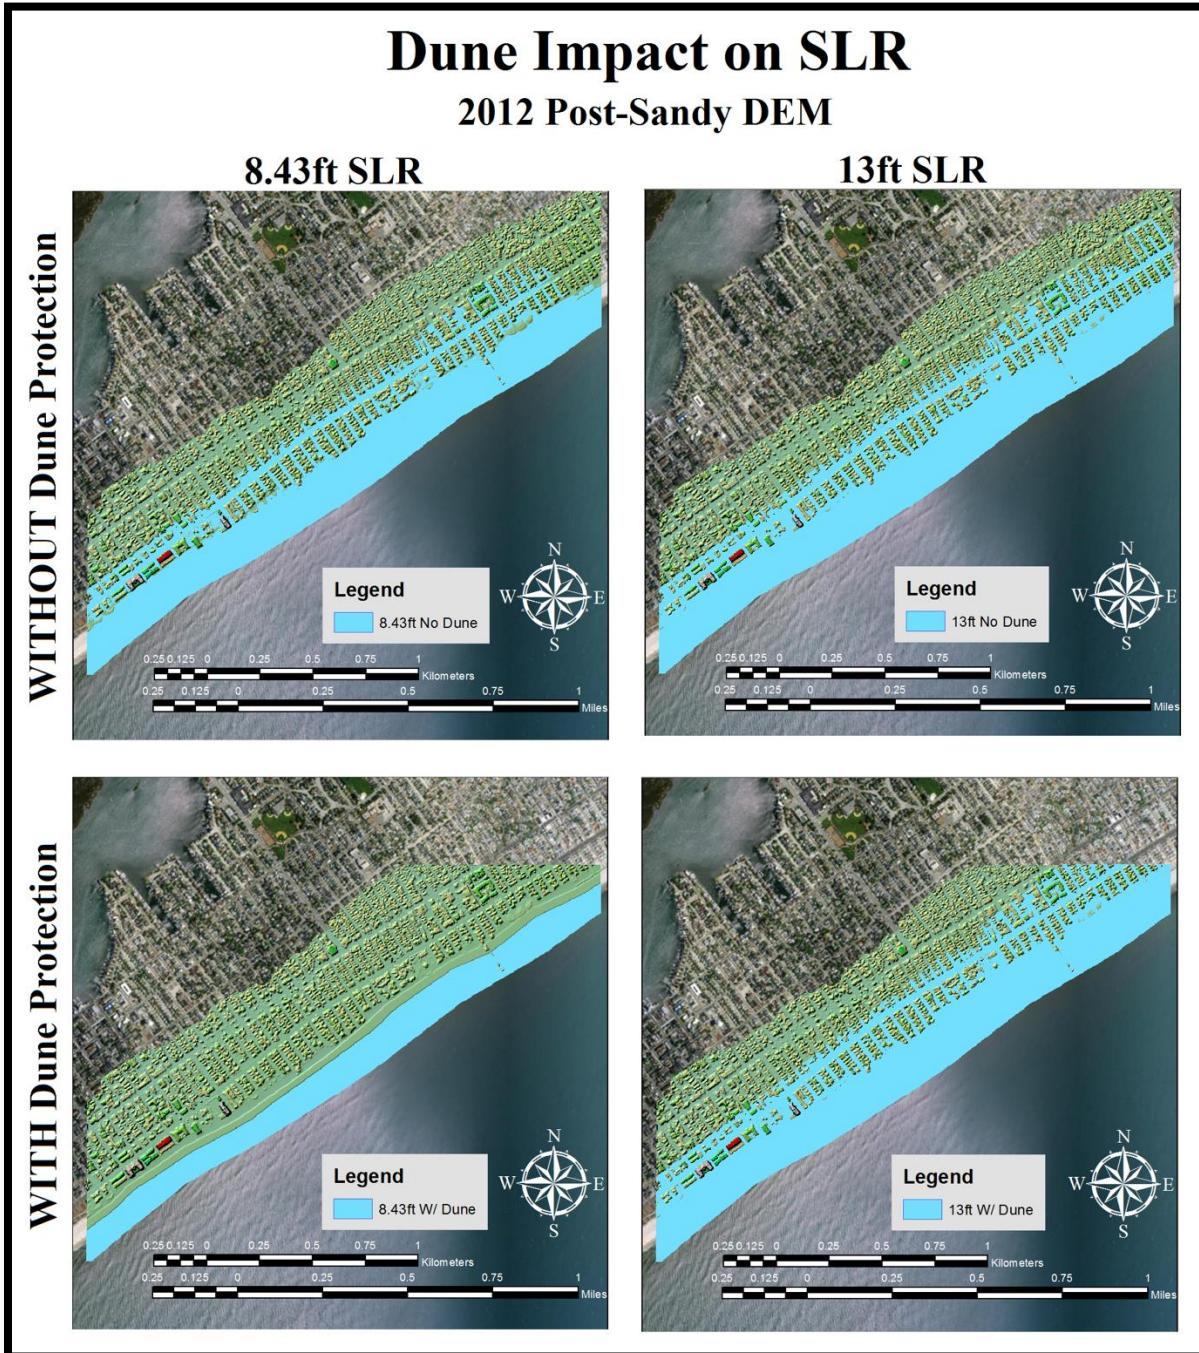 Dune Impact on SLR
2012 Post-Sandy DEM
8.43ft SLR
13ft SLR
WITHOUT Dune Protection
N
W E
S
Legend
8.43ft No Dune
0.25 0.125 0 0.25 0.5 0.75 1
Kilometers
0.25 0.125 0 0.5 0.75 1
Miles
N
W E
S
Legend
13ft No Dune
0.25 0.125 0 0.25 0.5 0.75 1
Kilometers
0.25 0.125 0 0.25 0.5 0.75 1
Miles
WITH Dune Protection
N
W E
S
Legend
8.43ft W/ Dune
0.25 0.125 0 0.25 0.5 0.75 1
Kilometers
0.25 0.125 0 0.25 0.5 0.75 1
Miles
N
W E
S
Legend
13ft W/ Dune
0.25 0.125 0 0.25 0.5 0.75 1
Kilometers
0.25 0.125 0 0.25 0.5 0.75 1
Miles